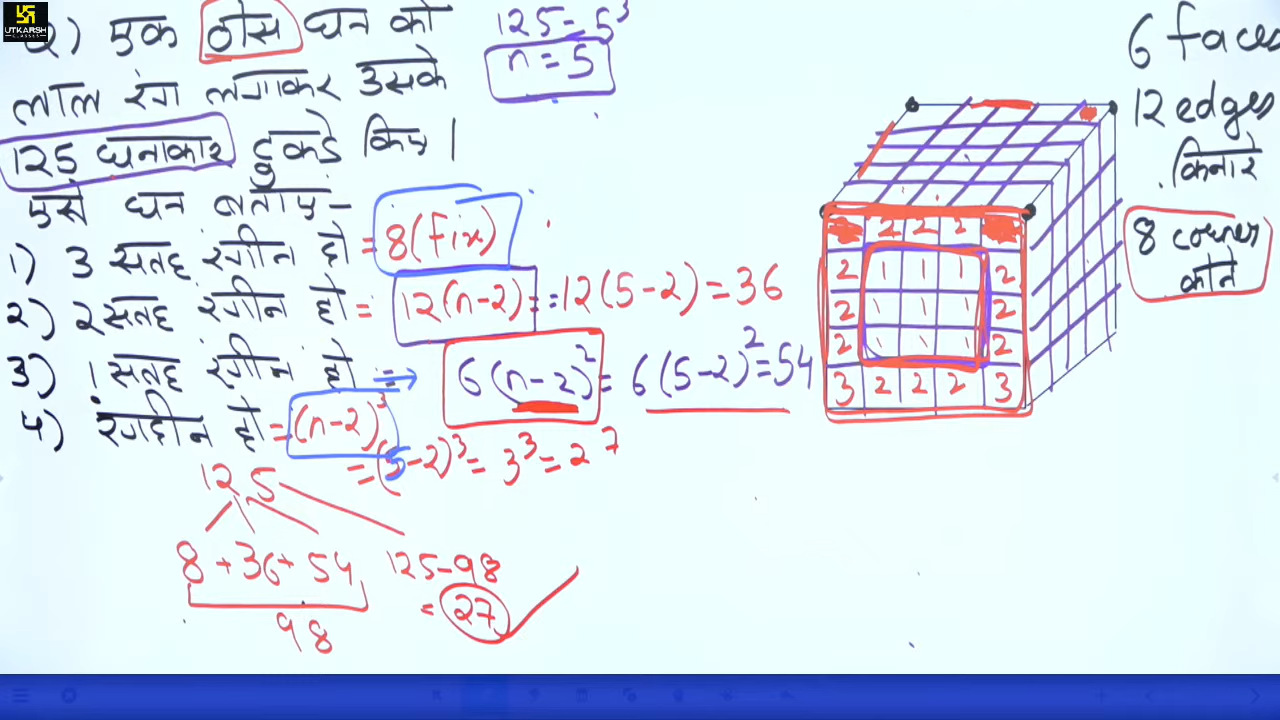 UTKARSH
CLASSES
Q) एक ठोस घन को
लाल रंग लगाकर उसके
125 घनाकार टुकडे किए।
एसे घन बताए-
1) 3 सतह रंगीन हो = 8 (fix)
2) 2 सतह रंगीन हो = 12(n-2) = 12(5-2) = 36
3) 1 सतह रंगीन हो = → 6(n-2)² = 6(5-2)² = 54
4) रंगहीन हो = (n-2)³
= (5-2)³ = 3³ = 27
125
8 + 36 + 54
98
125-98
= 27
125 = 5³
n = 5
2 2 2
2 1 1 1 2
2 1 1 1 2
2 1 1 1 2
3 2 2 2 3
6 faces
12 edges
किनारे
8 corner
कोने